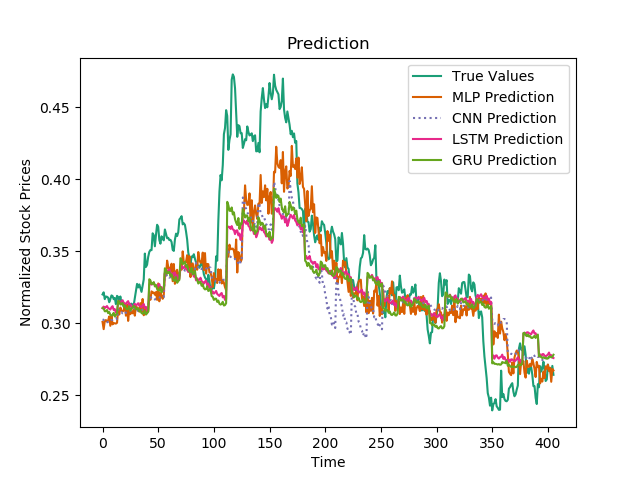 Prediction
True Values
MLP Prediction
CNN Prediction
LSTM Prediction
GRU Prediction
Normalized Stock Prices
0.45
0.40
0.35
0.30
0.25
0 50 100 150 200 250 300 350 400
Time